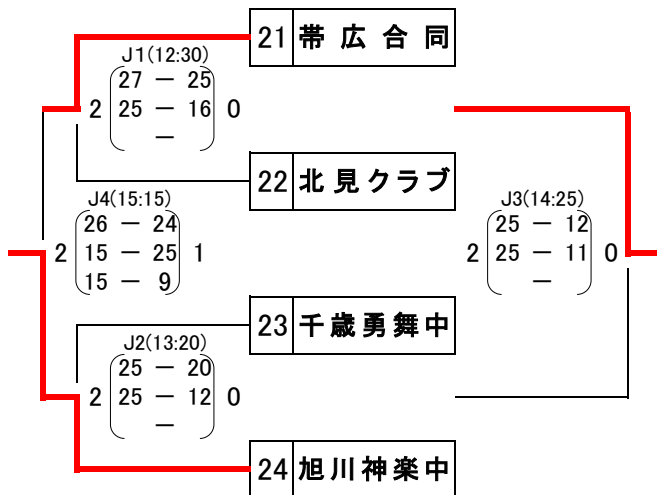 21 帯広合同
J1(12:30)
27 － 25
2 25 － 16 0
－
22 北見クラブ
J4(15:15)
26 － 24
2 15 － 25 1
15 － 9
J3(14:25)
25 － 12
2 25 － 11 0
－
23 千歳勇舞中
J2(13:20)
25 － 20
2 25 － 12 0
－
24 旭川神楽中